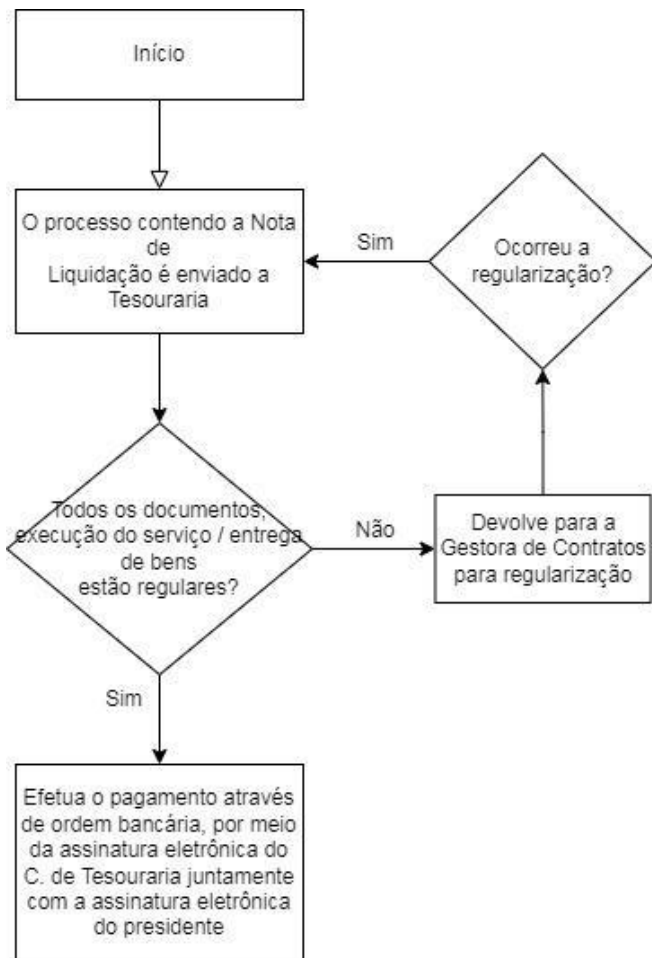 Início
O processo contendo a Nota
de
Liquidação é enviado a
Tesouraria
Sim
Ocorreu a
regularização?
Todos os documentos,
execução do serviço / entrega
de bens
estão regulares?
Não
Devolve para a
Gestora de Contratos
para regularização
Sim
Efetua o pagamento através
de ordem bancária, por meio
da assinatura eletrônica do
C. de Tesouraria juntamente
com a assinatura eletrônica
do presidente